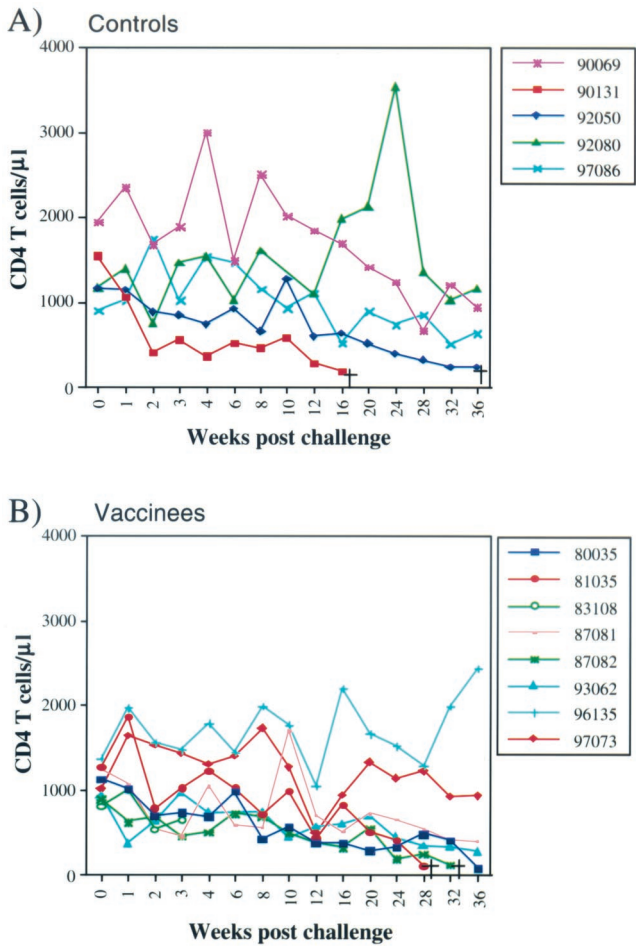 A) Controls
4000
3000
2000
1000
0
CD4 T cells/µl
0 1 2 3 4 6 8 10 12 16 20 24 28 32 36
Weeks post challenge
90069
90131
92050
92080
97086
B) Vaccinees
4000
3000
2000
1000
0
CD4 T cells/µl
0 1 2 3 4 6 8 10 12 16 20 24 28 32 36
Weeks post challenge
80035
81035
83108
87081
87082
93062
96135
97073